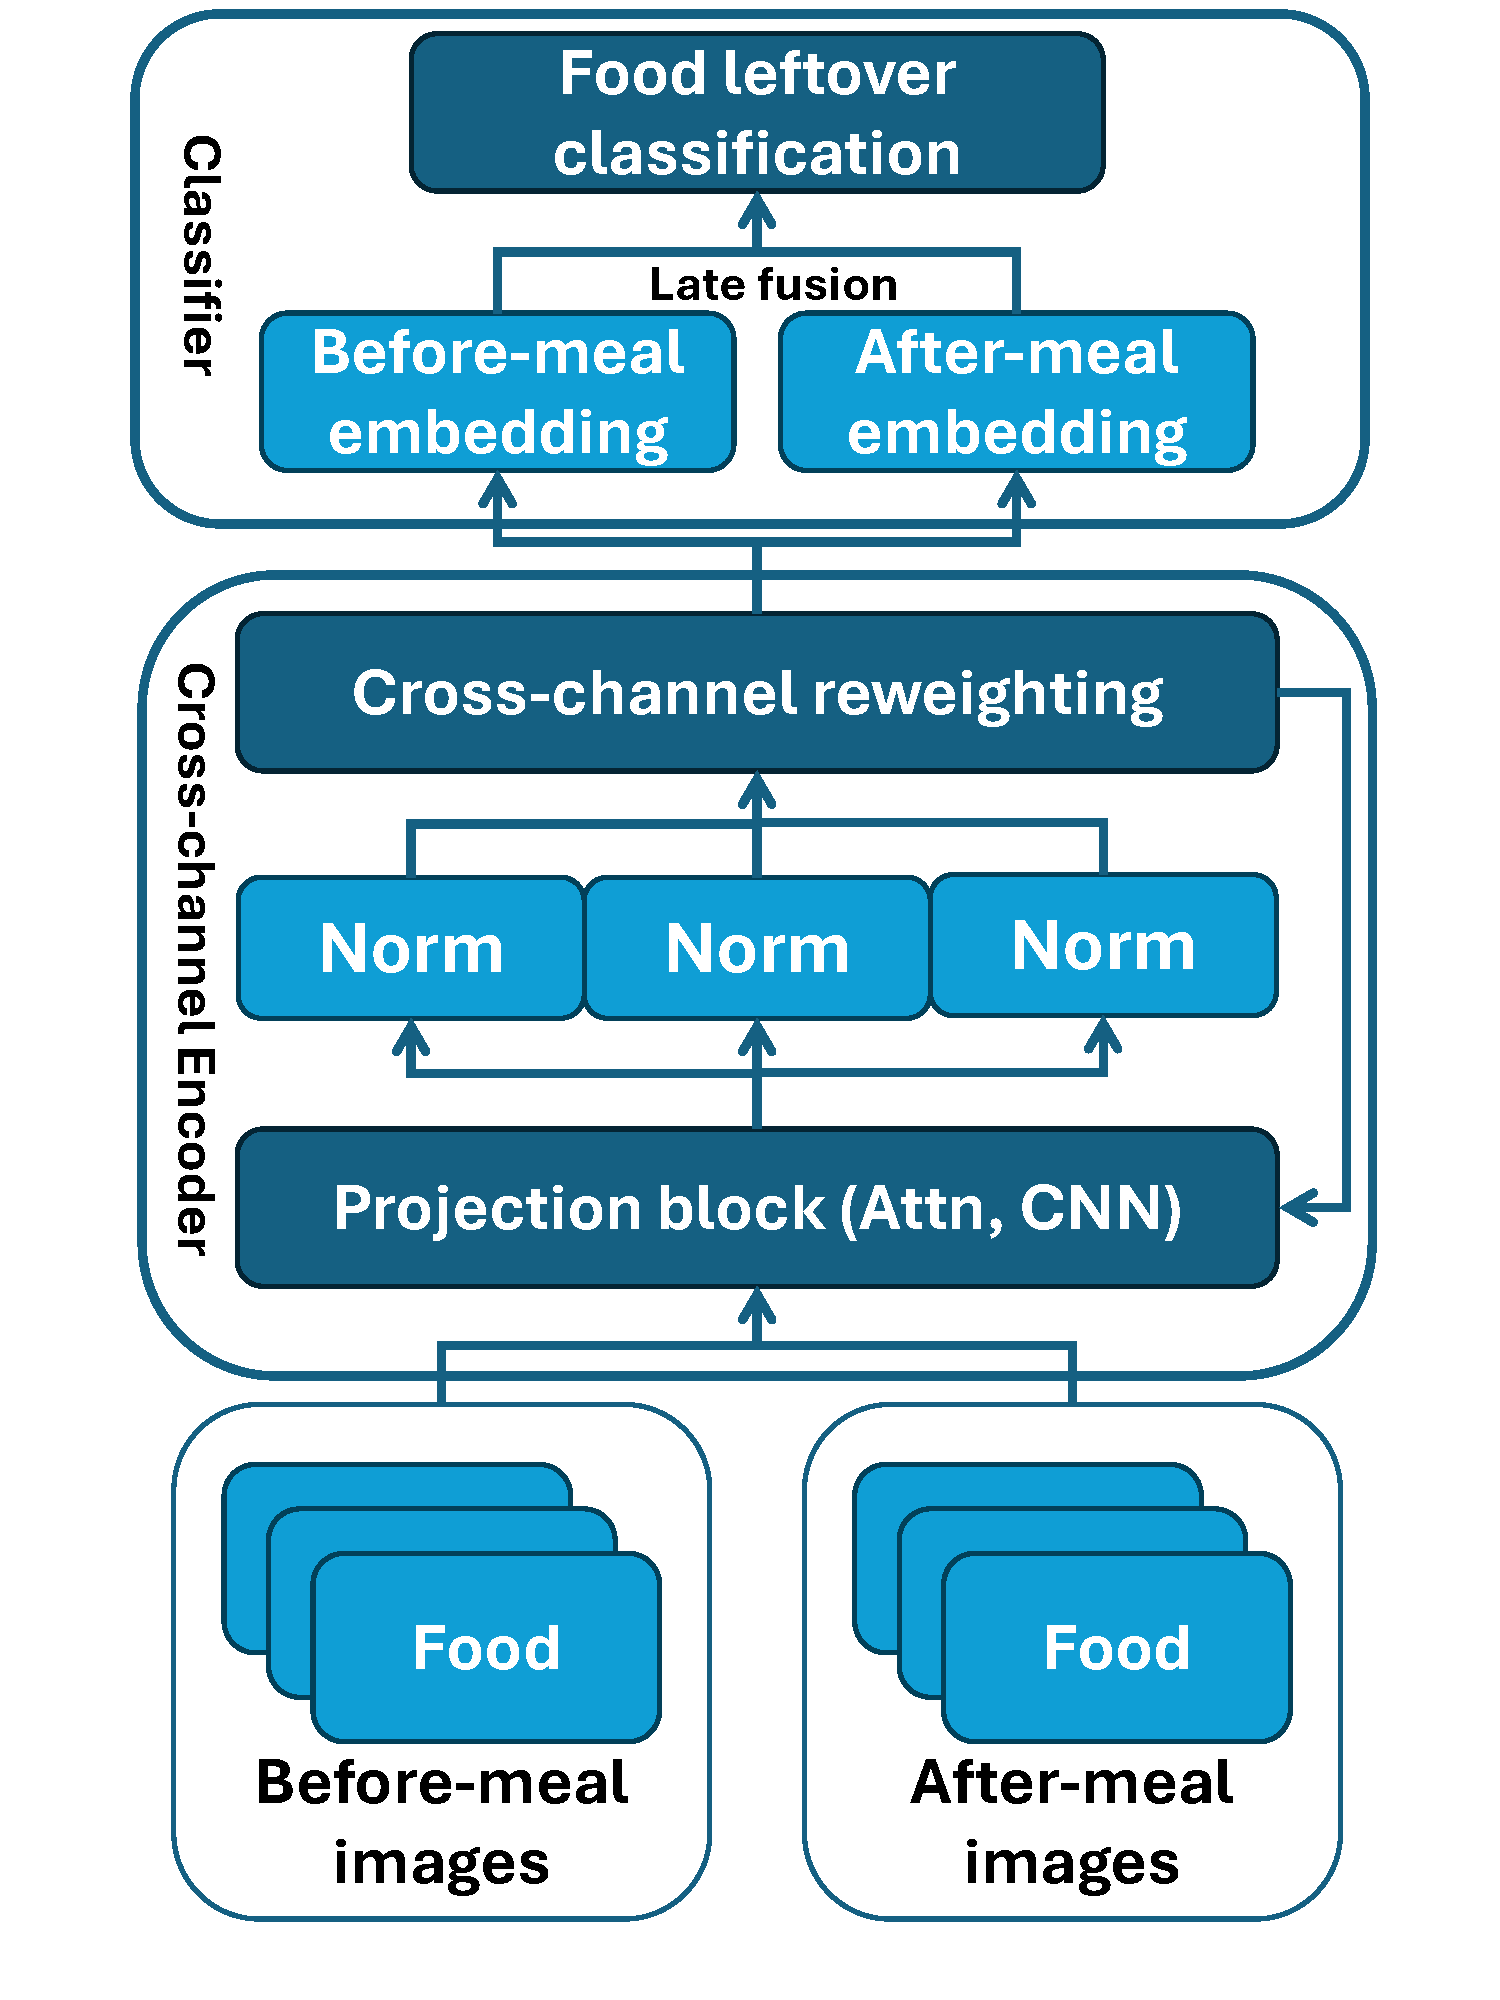 Food leftover
classification
Classifier
Late fusion
Before-meal
embedding
After-meal
embedding
Cross-channel Encoder
Cross-channel reweighting
Norm
Norm
Norm
Projection block (Attn, CNN)
Food
Before-meal
images
Food
After-meal
images